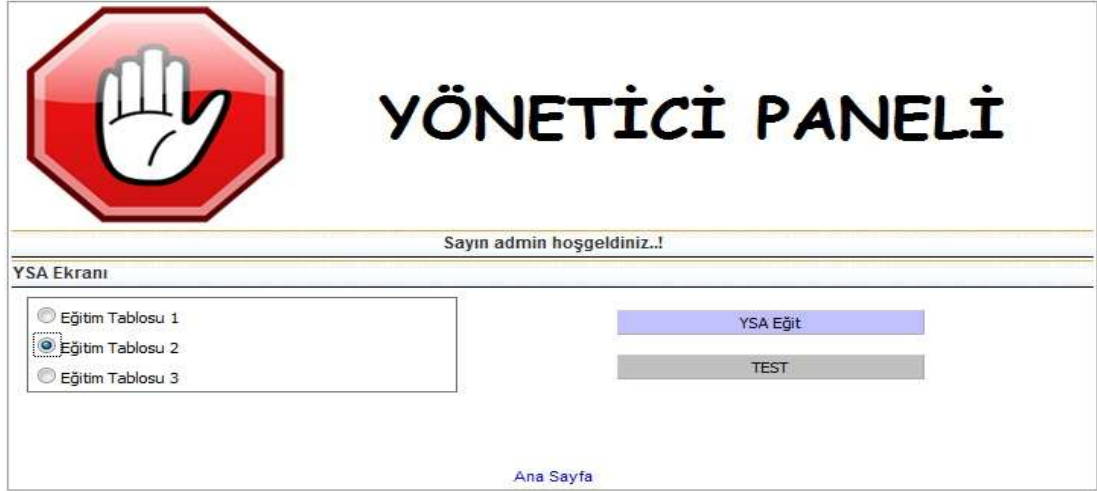 YÖNETİCİ PANELİ
Sayın admin hoşgeldiniz..!
YSA Ekranı
Eğitim Tablosu 1
Eğitim Tablosu 2
Eğitim Tablosu 3
YSA Eğit
TEST
Ana Sayfa